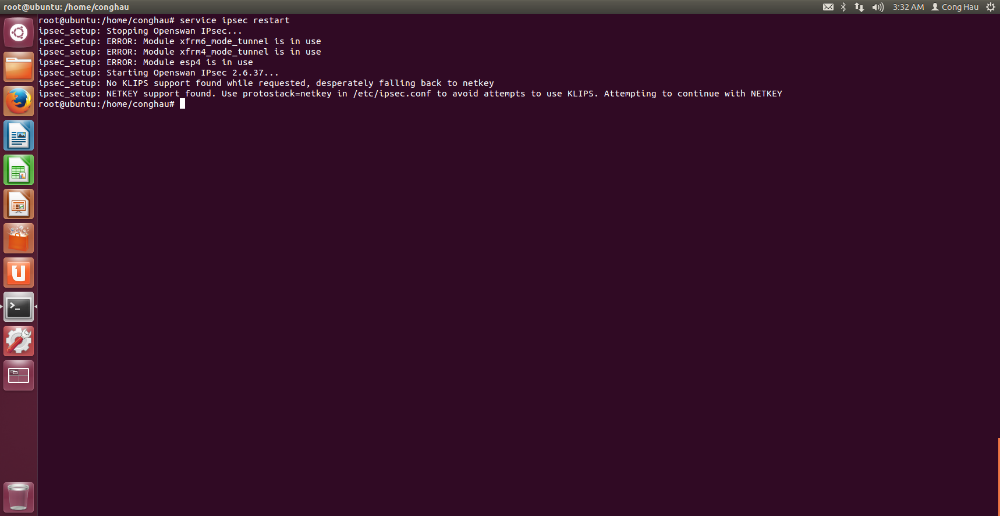 root@ubuntu: /home/conghau
3:32 AM Cong Hau
root@ubuntu:/home/conghau# service ipsec restart
ipsec_setup: Stopping Openswan IPsec...
ipsec_setup: ERROR: Module xfrm6_mode_tunnel is in use
ipsec_setup: ERROR: Module xfrm4_mode_tunnel is in use
ipsec_setup: ERROR: Module esp4 is in use
ipsec_setup: Starting Openswan IPsec 2.6.37...
ipsec_setup: No KLIPS support found while requested, desperately falling back to netkey
ipsec_setup: NETKEY support found. Use protostack=netkey in /etc/ipsec.conf to avoid attempts to use KLIPS. Attempting to continue with NETKEY
root@ubuntu:/home/conghau#